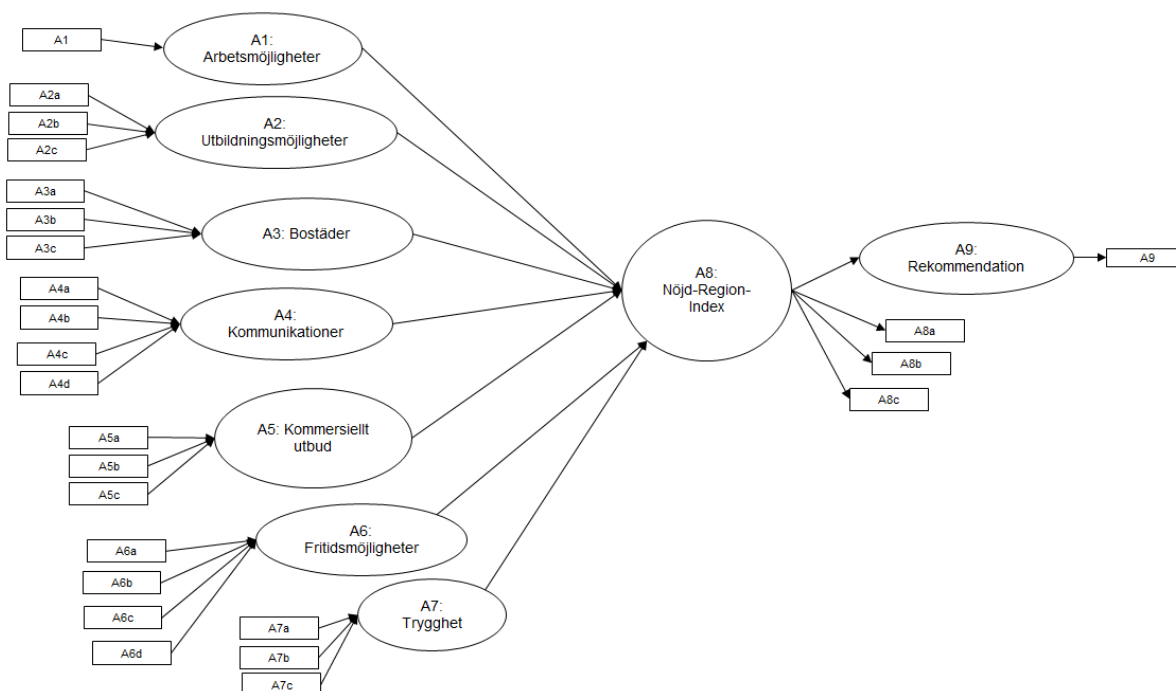 A1
A1:
Arbetsmöjligheter
A2a
A2b
A2c
A2:
Utbildningsmöjligheter
A3a
A3b
A3c
A3: Bostäder
A4a
A4b
A4c
A4d
A4:
Kommunikationer
A5a
A5b
A5c
A5: Kommersiellt
utbud
A6a
A6b
A6c
A6d
A6:
Fritidsmöjligheter
A7a
A7b
A7c
A7:
Trygghet
A8:
Nöjd-Region-
Index
A9:
Rekommendation
A9
A8a
A8b
A8c